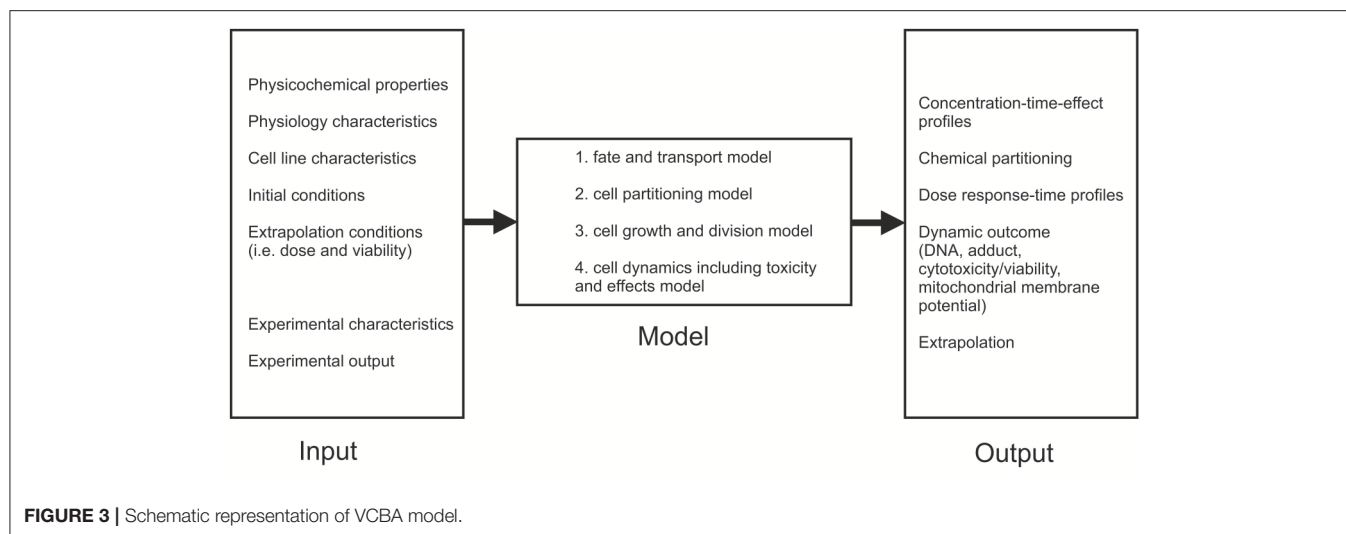 Physicochemical properties
Physiology characteristics
Cell line characteristics
Initial conditions
Extrapolation conditions
(i.e. dose and viability)
Experimental characteristics
Experimental output
Input
1. fate and transport model
2. cell partitioning model
3. cell growth and division model
4. cell dynamics including toxicity
and effects model
Model
Concentration-time-effect
profiles
Chemical partitioning
Dose response-time profiles
Dynamic outcome
(DNA, adduct,
cytotoxicity/viability,
mitochondrial membrane
potential)
Extrapolation
Output
FIGURE 3 | Schematic representation of VCBA model.